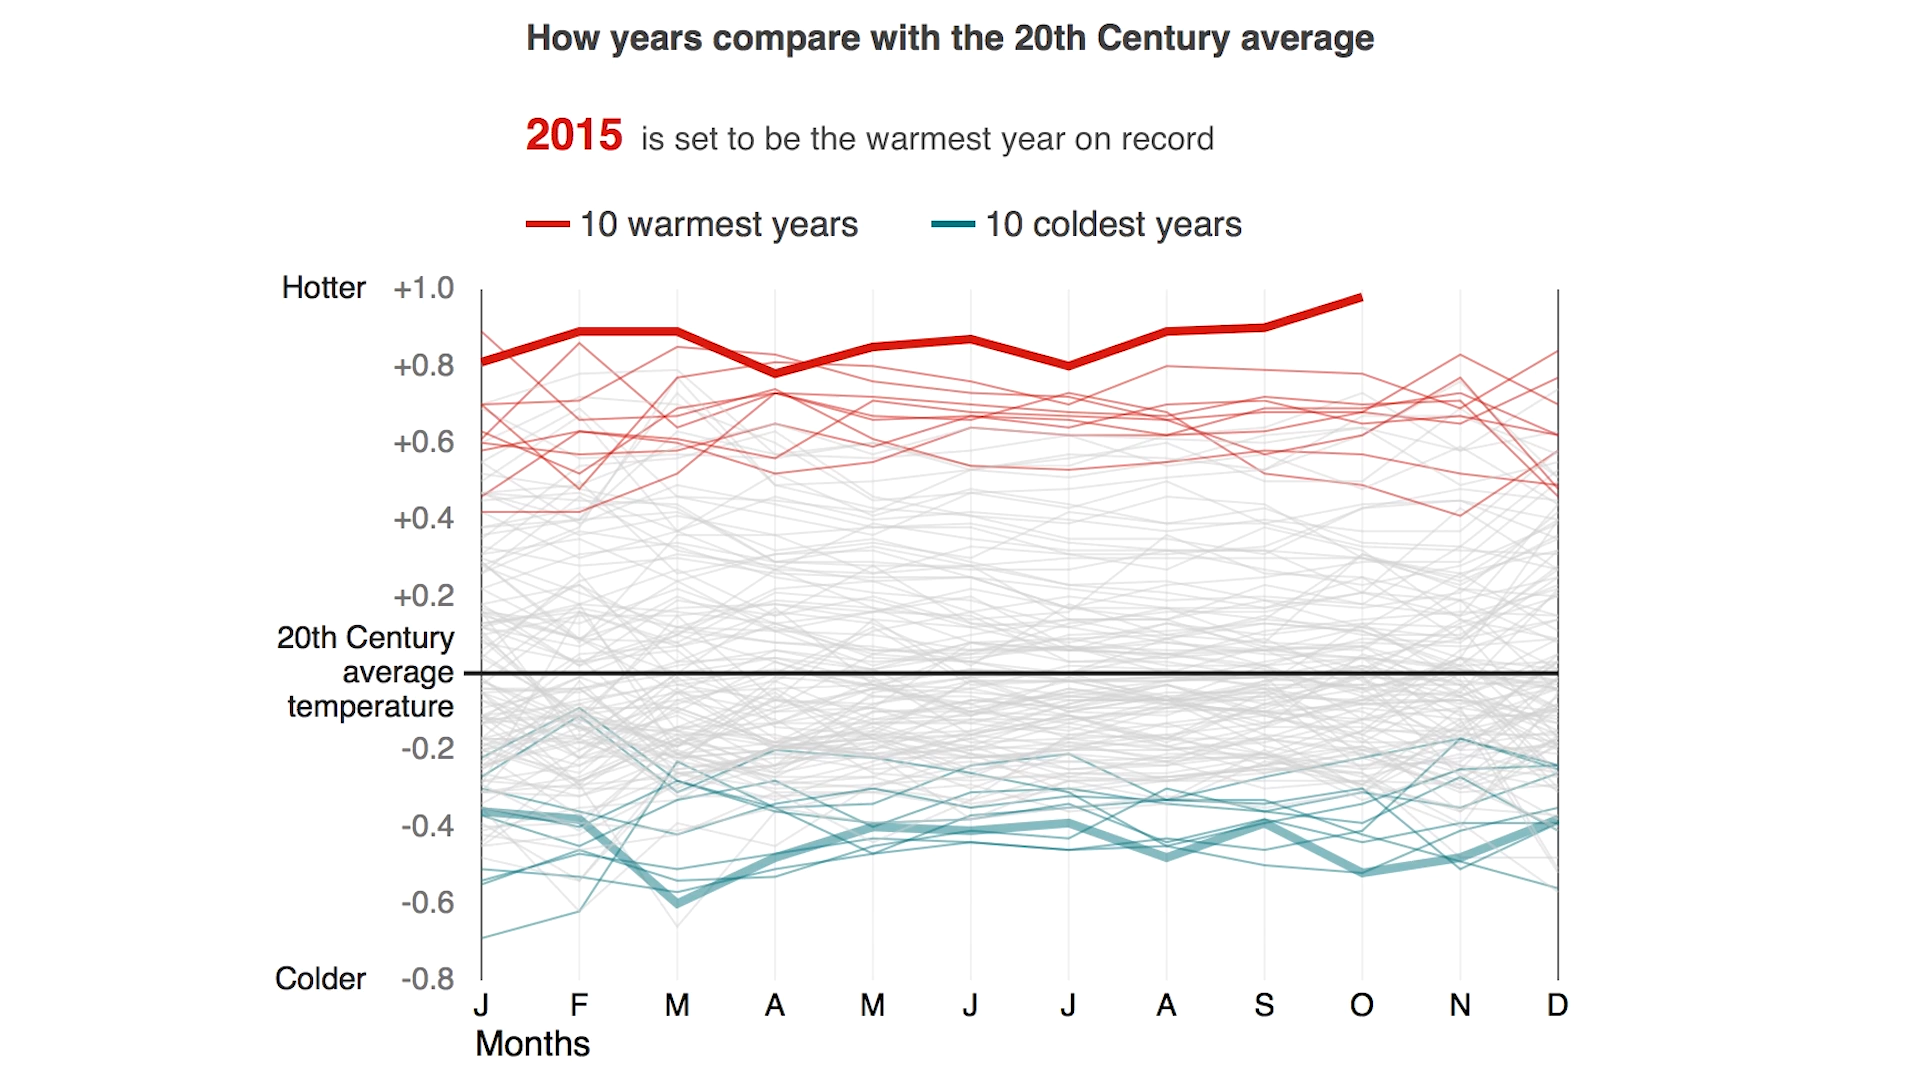 How years compare with the 20th Century average
2015 is set to be the warmest year on record
10 warmest years 10 coldest years
Hotter +1.0
+0.8
+0.6
+0.4
+0.2
20th Century
average
temperature
-0.2
-0.4
-0.6
Colder -0.8
J F M A M J J A S O N D
Months